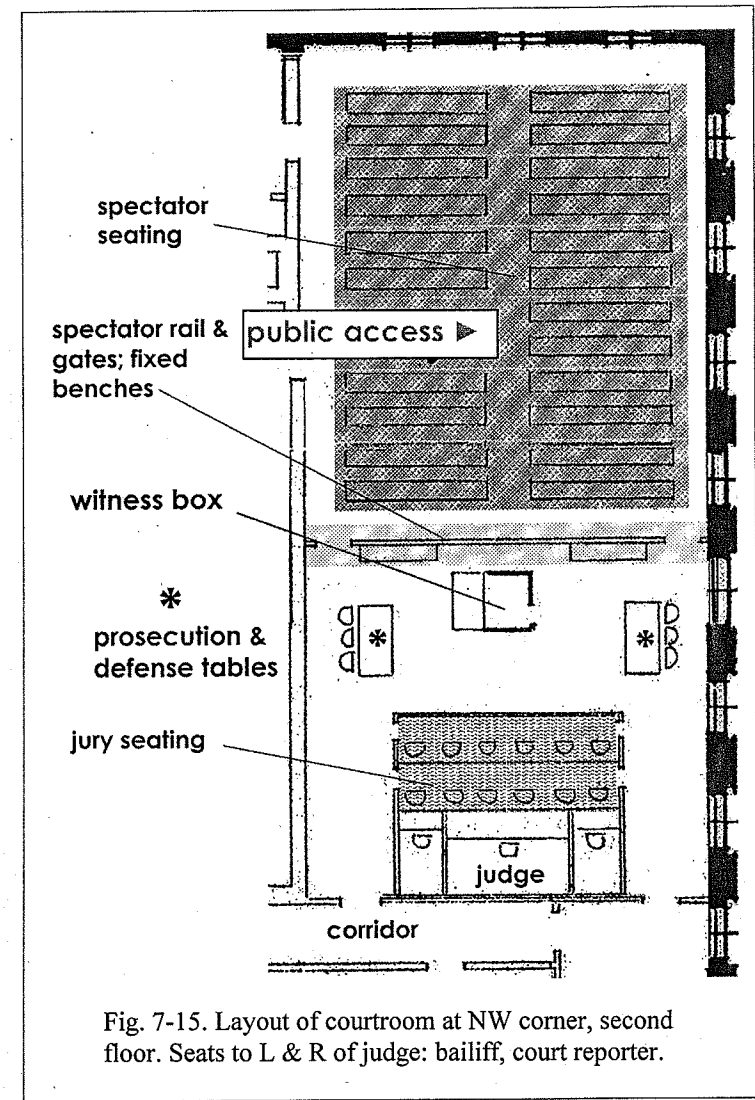 spectator
seating
spectator rail &
gates; fixed
benches
public access ▶
witness box
*
prosecution &
defense tables
*
*
jury seating
judge
corridor
Fig. 7-15. Layout of courtroom at NW corner, second
floor. Seats to L & R of judge: bailiff, court reporter.